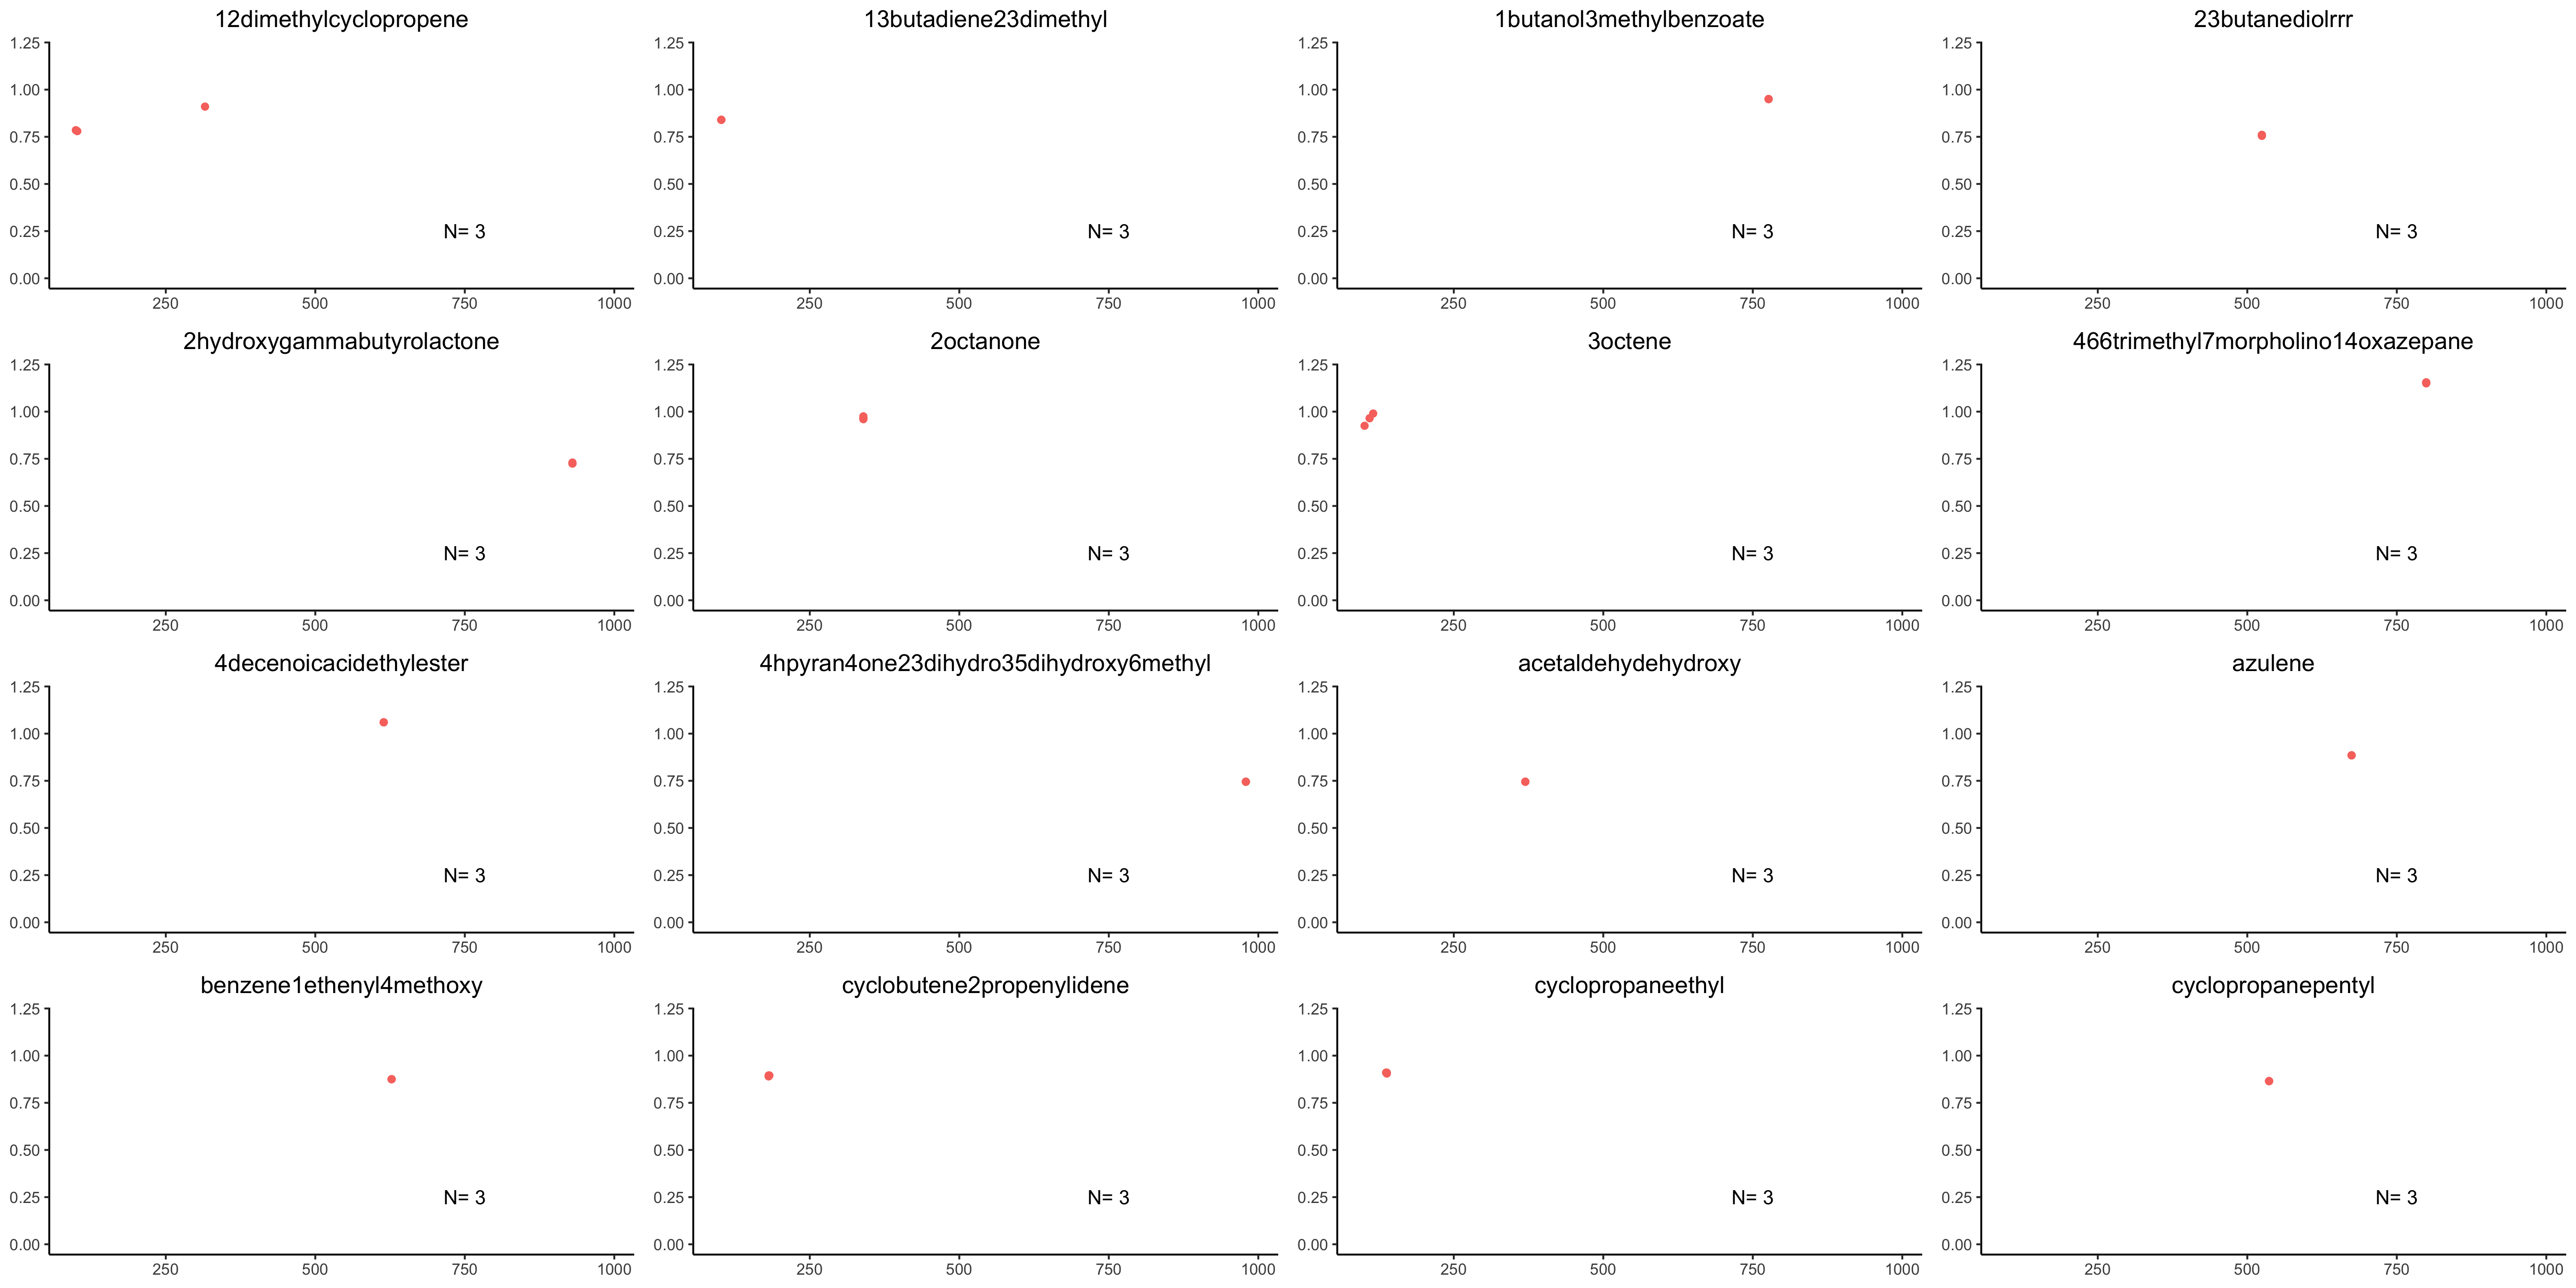 12dimethylcyclopropene
13butadiene23dimethyl
1butanol3methylbenzoate
23butanediolrrr
1.25 1.25 1.25 1.25
1.00 1.00 1.00 1.00
0.75 0.75 0.75 0.75
0.50 0.50 0.50 0.50
0.25 N= 3 0.25 N= 3 0.25 N= 3 0.25 N= 3
0.00 0.00 0.00 0.00
250 500 750 1000 250 500 750 1000 250 500 750 1000 250 500 750 1000
2hydroxygammabutyrolactone
2octanone
3octene
466trimethyl7morpholino14oxazepane
1.25 1.25 1.25 1.25
1.00 1.00 1.00 1.00
0.75 0.75 0.75 0.75
0.50 0.50 0.50 0.50
0.25 N= 3 0.25 N= 3 0.25 N= 3 0.25 N= 3
0.00 0.00 0.00 0.00
250 500 750 1000 250 500 750 1000 250 500 750 1000 250 500 750 1000
4decenoicacidethylester
4hpyran4one23dihydro35dihydroxy6methyl
acetaldehydehydroxy
azulene
1.25 1.25 1.25 1.25
1.00 1.00 1.00 1.00
0.75 0.75 0.75 0.75
0.50 0.50 0.50 0.50
0.25 N= 3 0.25 N= 3 0.25 N= 3 0.25 N= 3
0.00 0.00 0.00 0.00
250 500 750 1000 250 500 750 1000 250 500 750 1000 250 500 750 1000
benzene1ethenyl4methoxy
cyclobutene2propenylidene
cyclopropaneethyl
cyclopropanepentyl
1.25 1.25 1.25 1.25
1.00 1.00 1.00 1.00
0.75 0.75 0.75 0.75
0.50 0.50 0.50 0.50
0.25 N= 3 0.25 N= 3 0.25 N= 3 0.25 N= 3
0.00 0.00 0.00 0.00
250 500 750 1000 250 500 750 1000 250 500 750 1000 250 500 750 1000